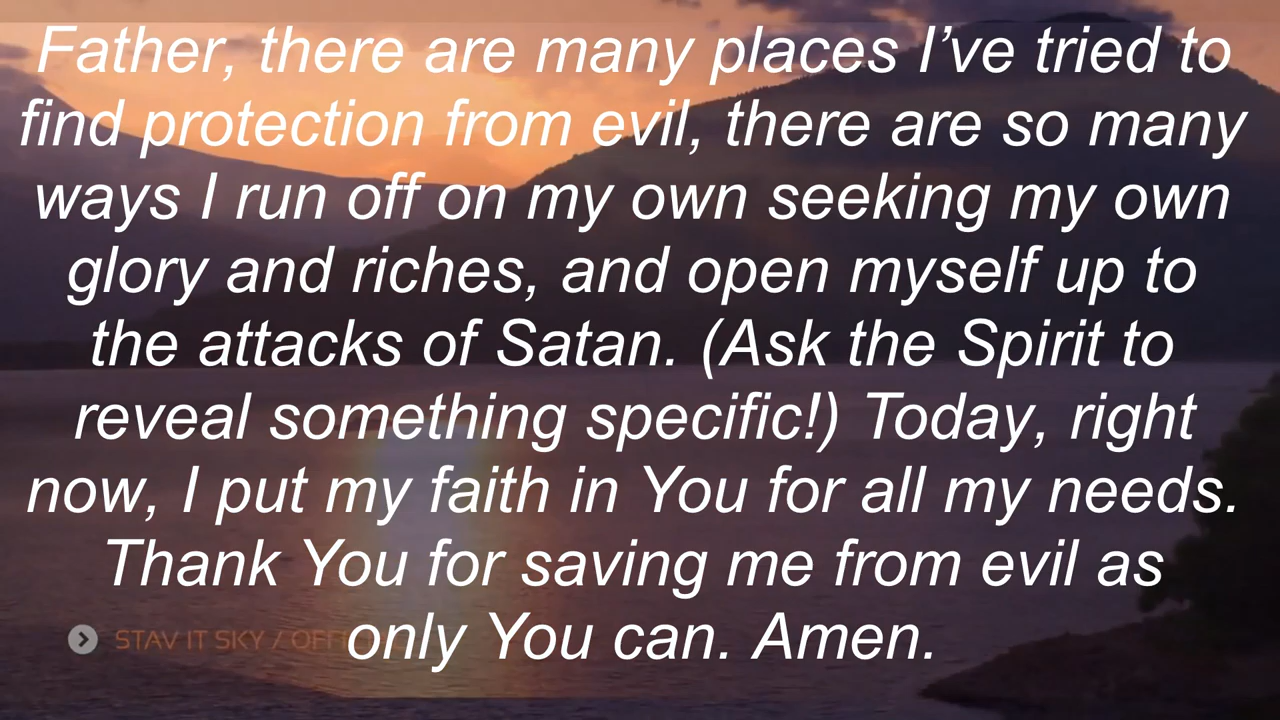 Father, there are many places I’ve tried to
find protection from evil, there are so many
ways I run off on my own seeking my own
glory and riches, and open myself up to
the attacks of Satan. (Ask the Spirit to
reveal something specific!) Today, right
now, I put my faith in You for all my needs.
Thank You for saving me from evil as
only You can. Amen.
STAV IT SKY /